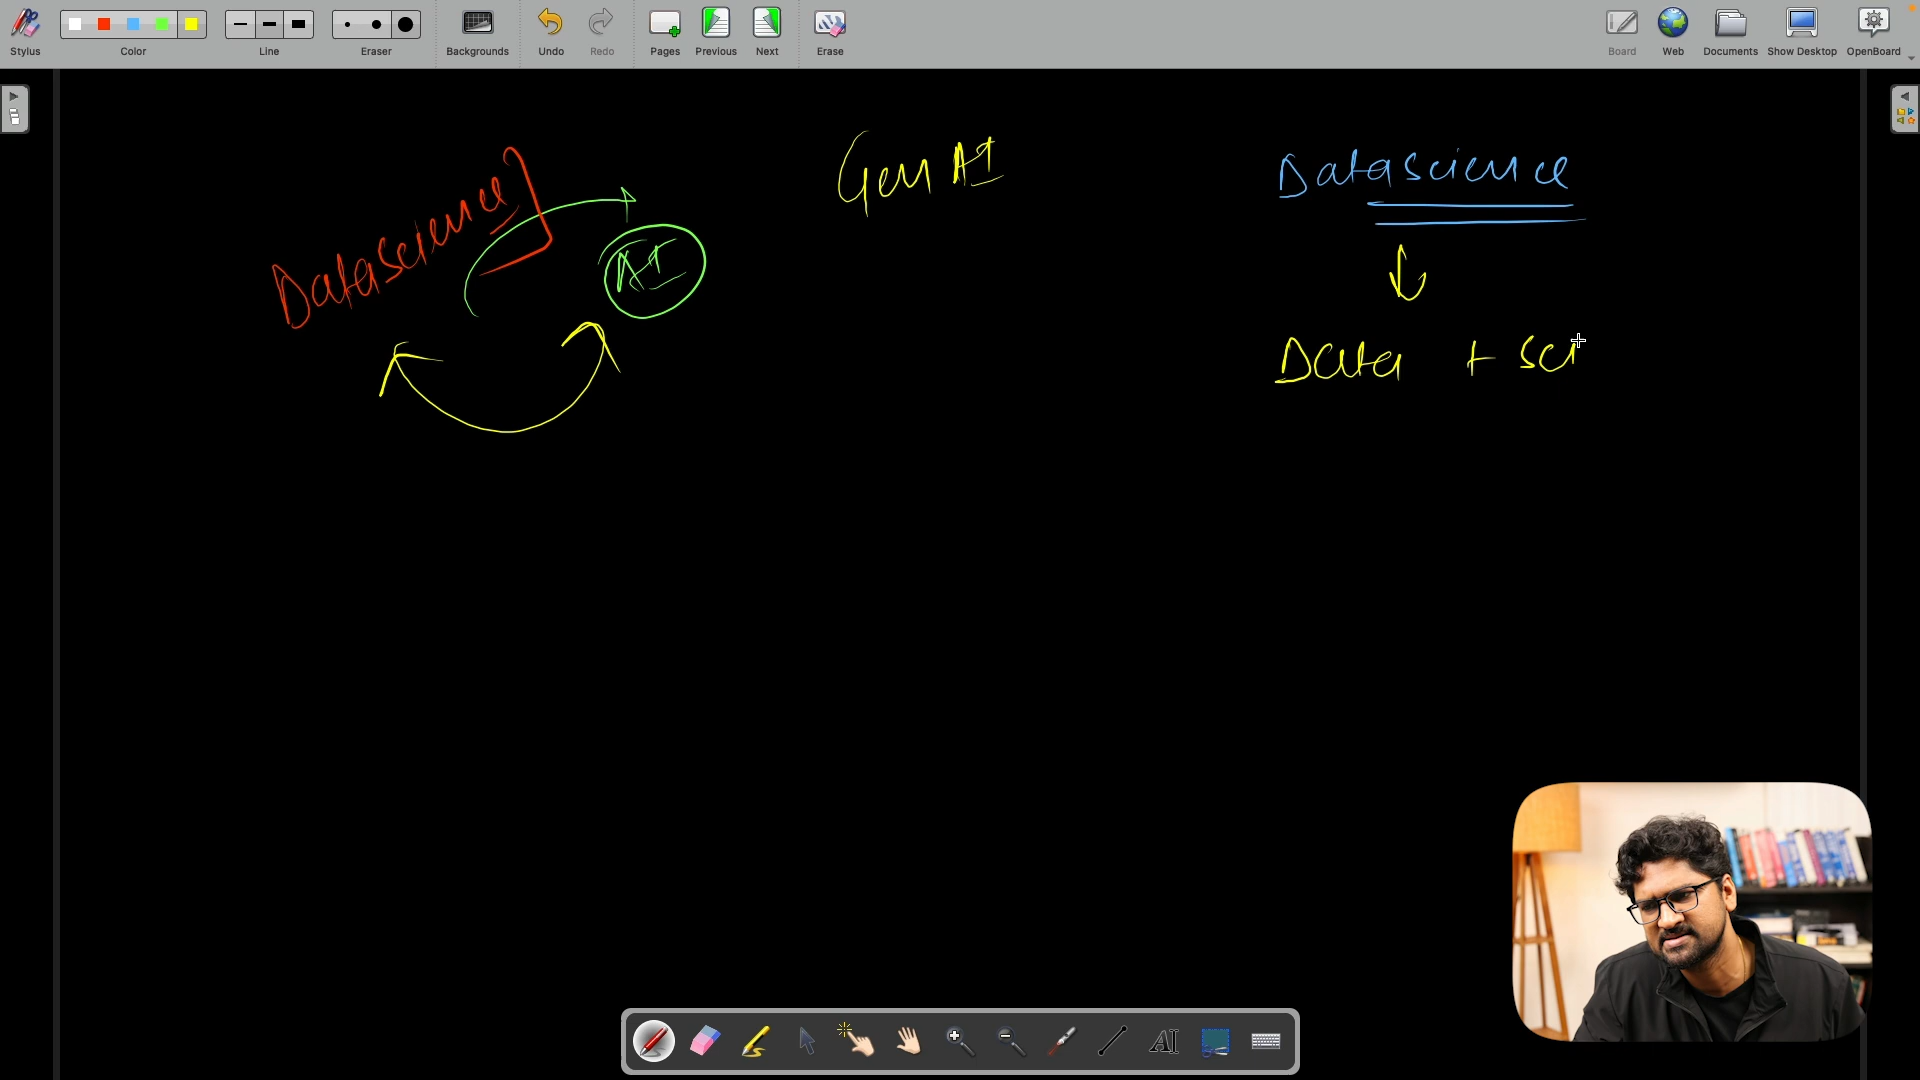 Stylus
Color
Line
Eraser
Backgrounds
Undo
Redo
Pages
Previous
Next
Erase
Board
Web
Documents
Show Desktop
OpenBoard
Datascience
AI
Gen AI
Datascience
Data + sci
AI